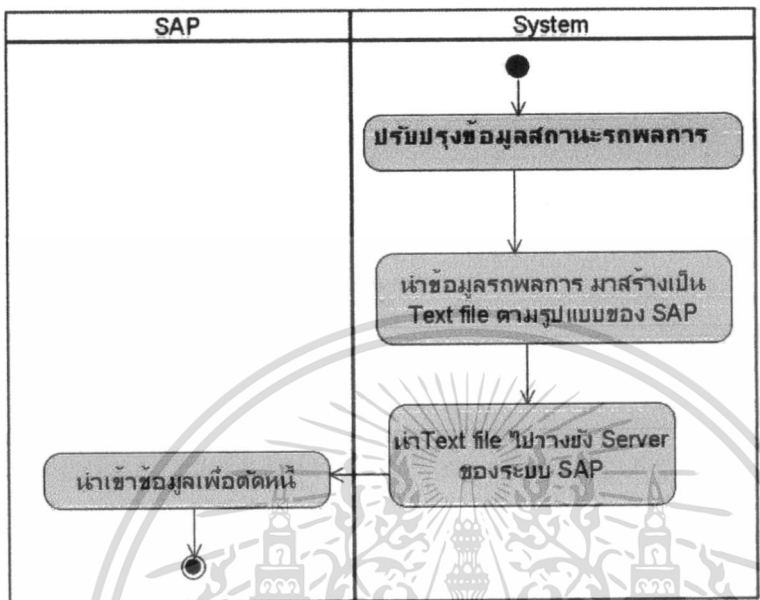 SAP
System
ปรับปรุงข้อมูลสถานะรถพลการ
นำข้อมูลรถพลการ มาสร้างเป็น
Text file ตามรูปแบบของ SAP
นำText file ไปวางยัง Server
ของระบบ SAP
นำเข้าข้อมูลเพื่อตัดหนี้